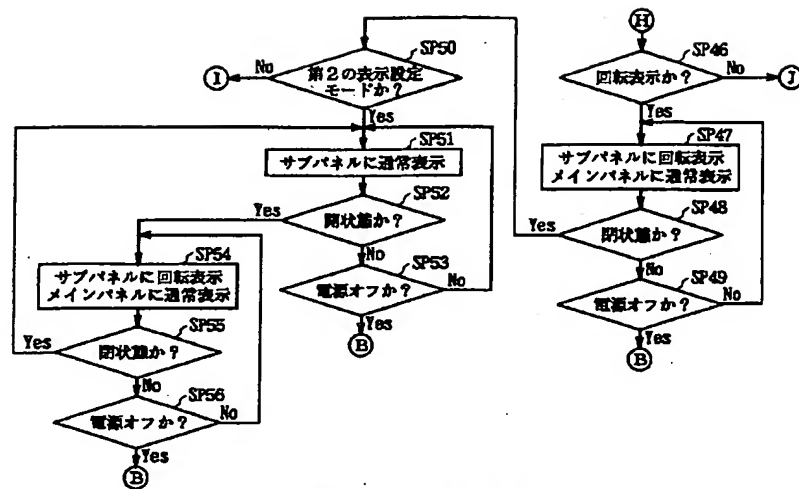 SP50
第2の表示設定
モードか?
No
I
Yes
SP51
サブパネルに通常表示
SP52
開状態か?
Yes
No
SP53
電源オフか?
No
Yes
B
SP54
サブパネルに回転表示
メインパネルに通常表示
SP55
閉状態か?
Yes
No
SP56
電源オフか?
No
Yes
B
H
SP46
回転表示か?
No
J
Yes
SP47
サブパネルに回転表示
メインパネルに通常表示
SP48
閉状態か?
Yes
No
SP49
電源オフか?
No
Yes
B